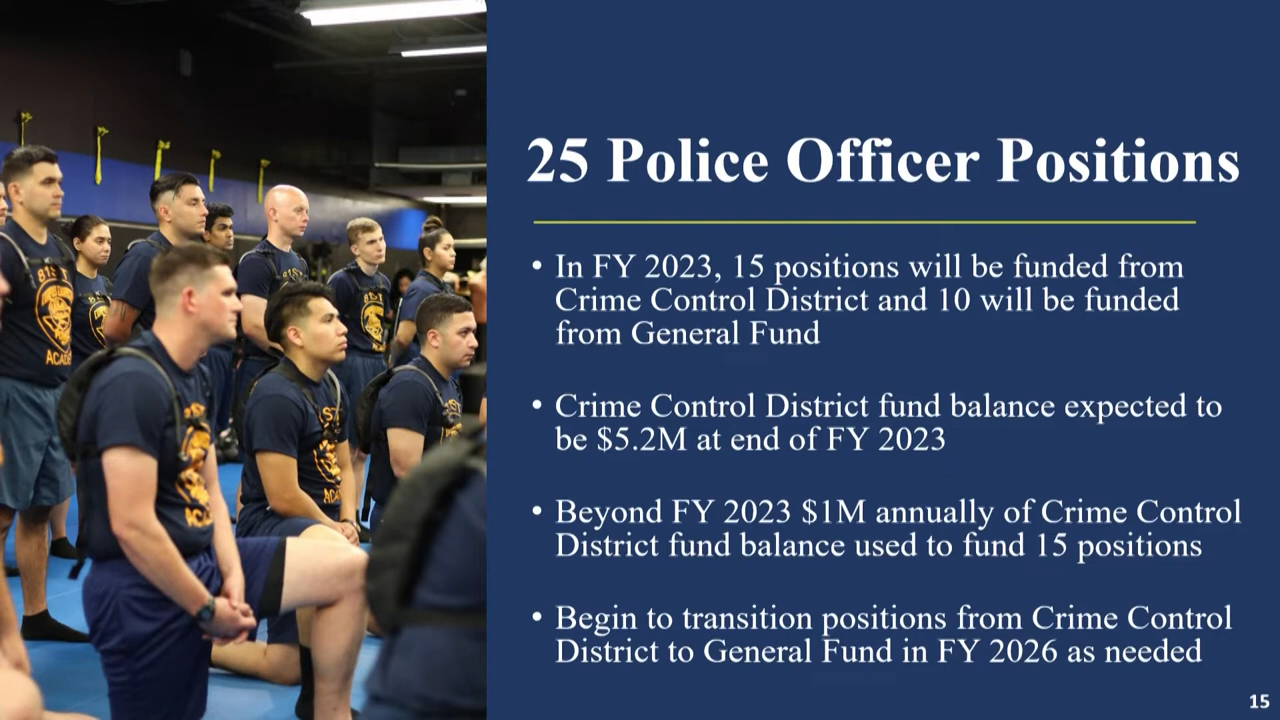 25 Police Officer Positions
• In FY 2023, 15 positions will be funded from
Crime Control District and 10 will be funded
from General Fund
• Crime Control District fund balance expected to
be $5.2M at end of FY 2023
• Beyond FY 2023 $1M annually of Crime Control
District fund balance used to fund 15 positions
• Begin to transition positions from Crime Control
District to General Fund in FY 2026 as needed
15
81ST
ACA